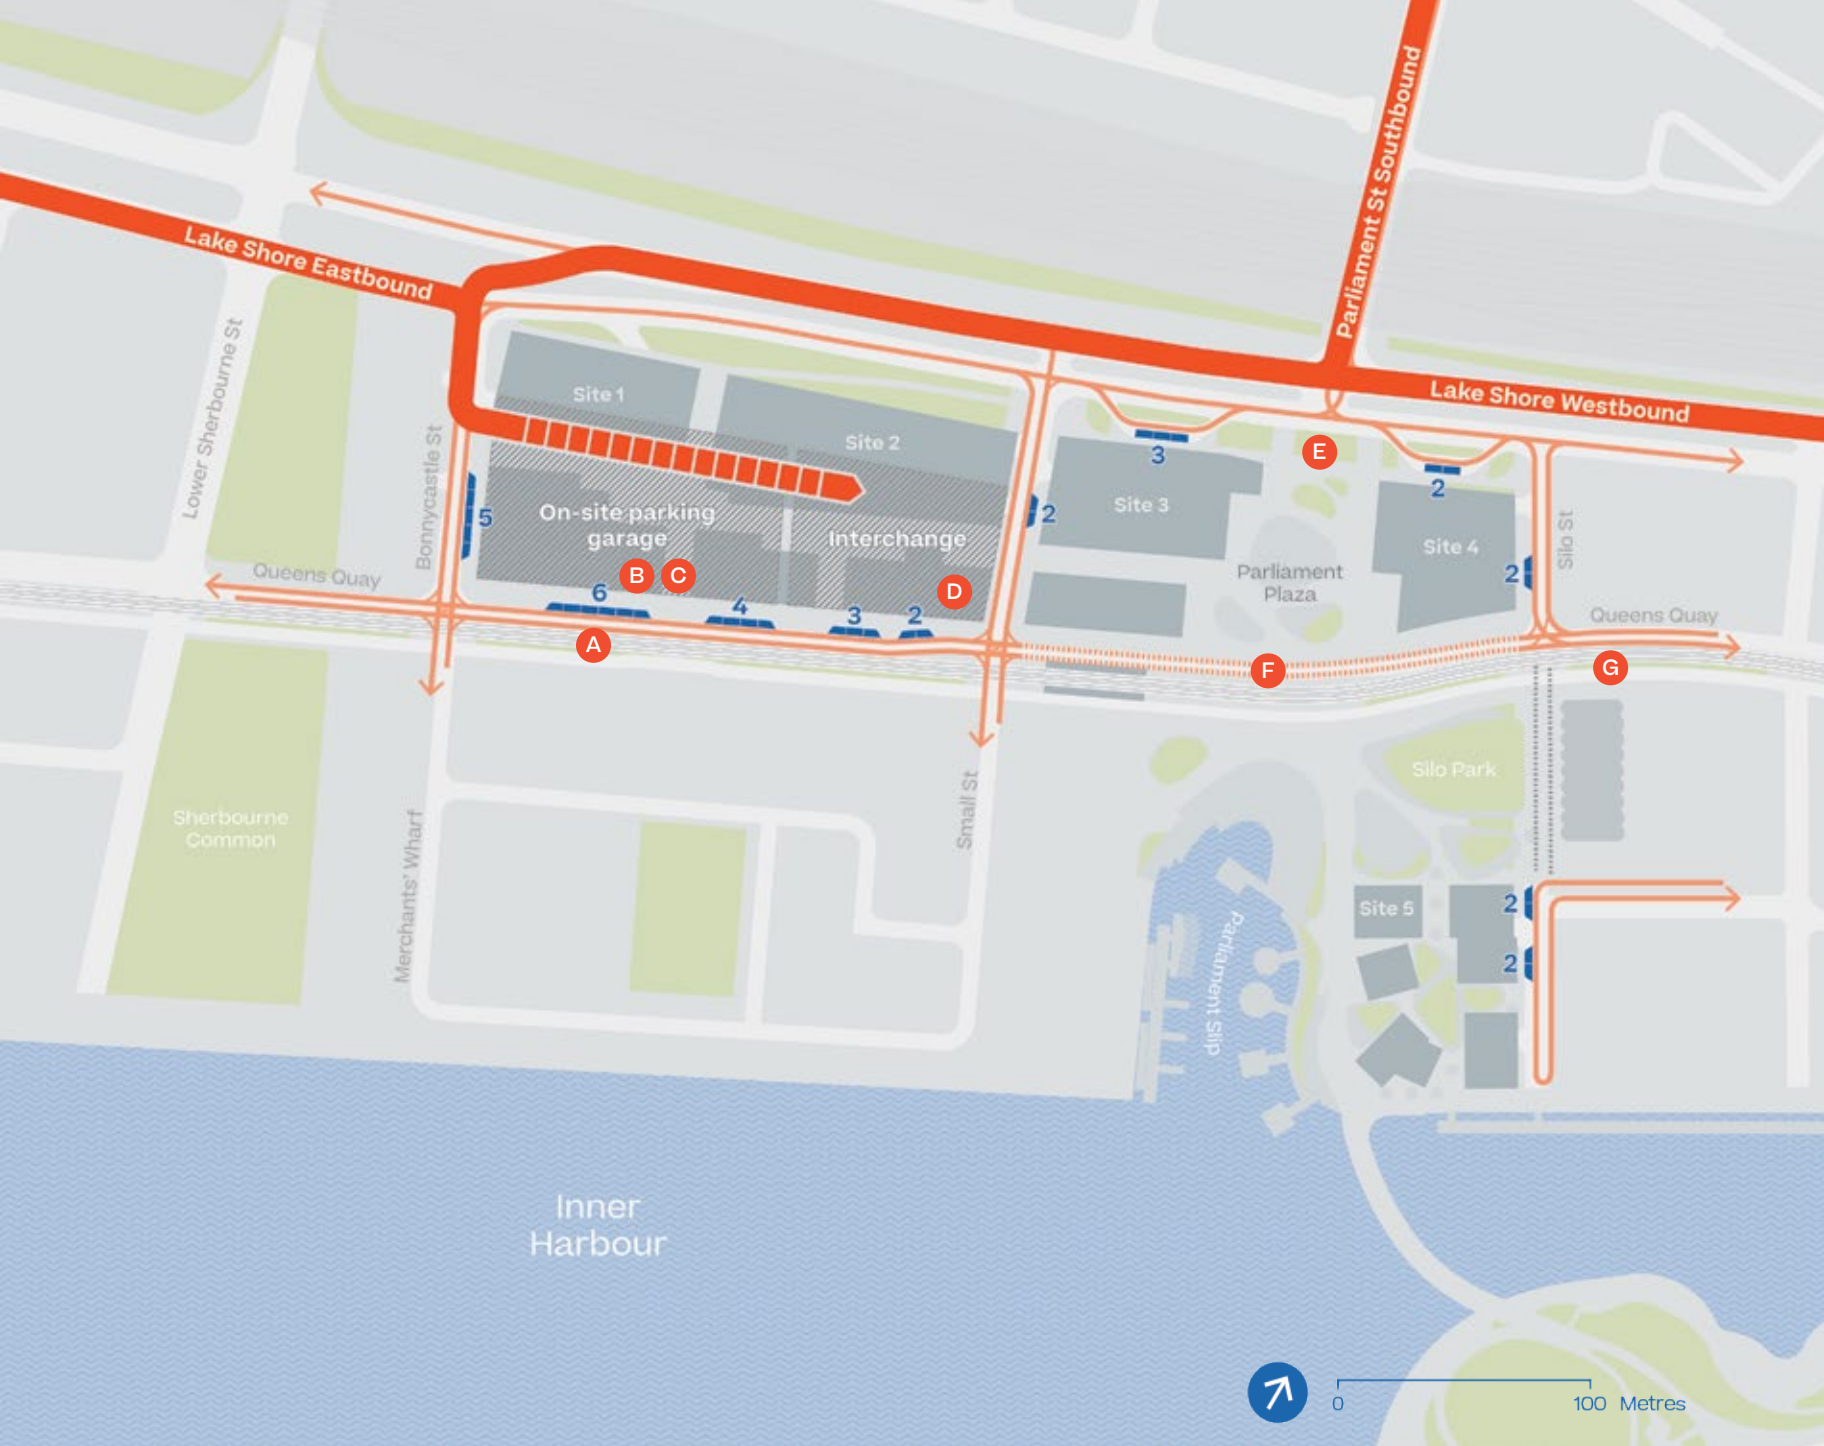 Parliament St Southbound
Lake Shore Eastbound
Lake Shore Westbound
Lower Sherbourne St
Bonnycastle St
Site 1
Site 2
3
E
2
Site 3
Site 4
5
On-site parking
garage
Interchange
2
2
Silo St
Parliament
Plaza
Queens Quay
B
C
D
6
4
3
2
Queens Quay
A
F
G
Sherbourne
Common
Merchants' Wharf
Small St
Silo Park
Site 5
2
2
Parliament Slip
Inner
Harbour
0
100 Metres